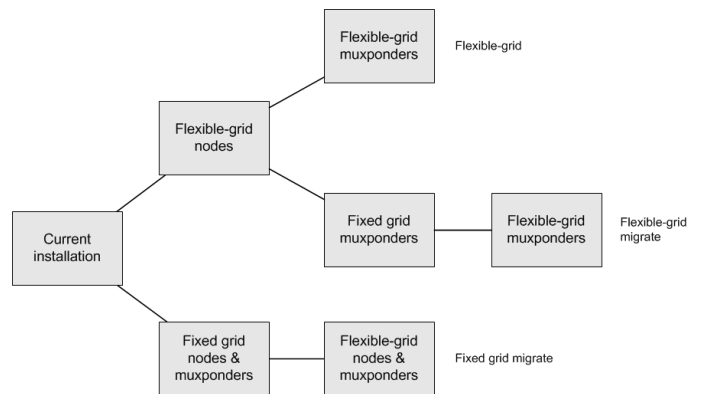 Flexible-grid
muxponders
Flexible-grid
Flexible-grid
nodes
Fixed grid
muxponders
Flexible-grid
muxponders
Flexible-grid
migrate
Current
installation
Fixed grid
nodes &
muxponders
Flexible-grid
nodes &
muxponders
Fixed grid migrate